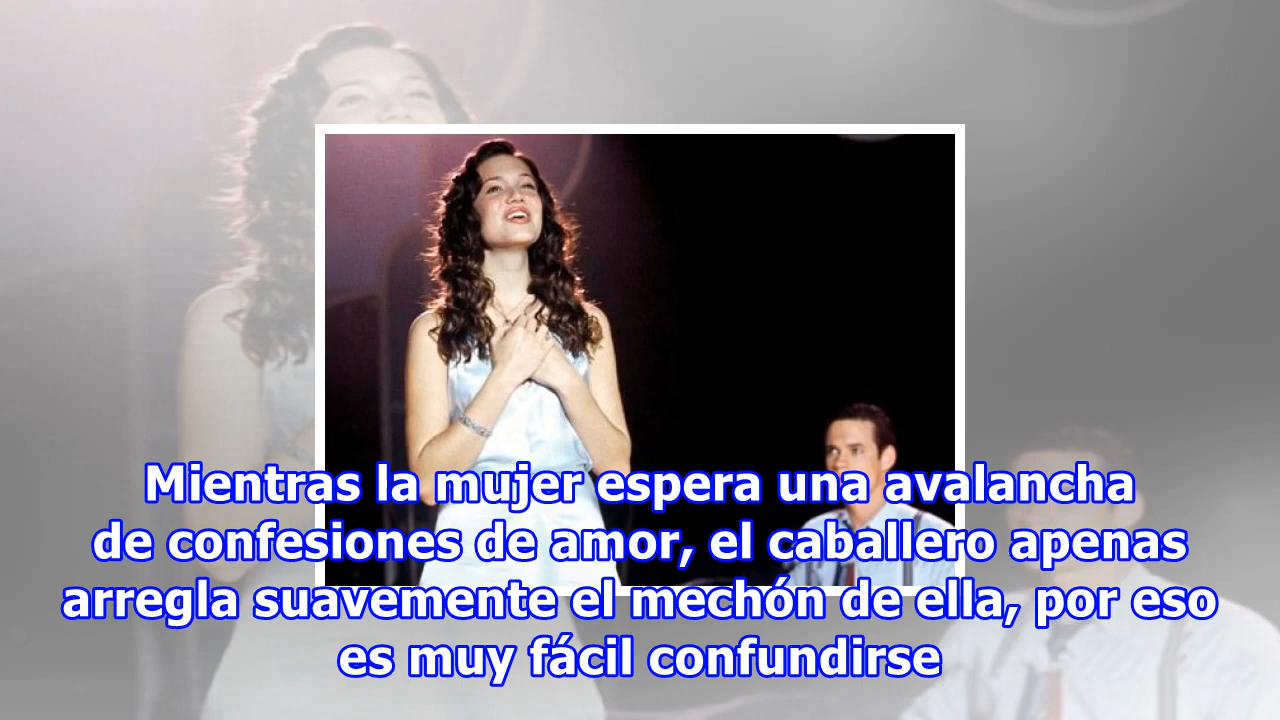 Mientras la mujer espera una avalancha
de confesiones de amor, el caballero apenas
arregla suavemente el mechón de ella, por eso
es muy fácil confundirse